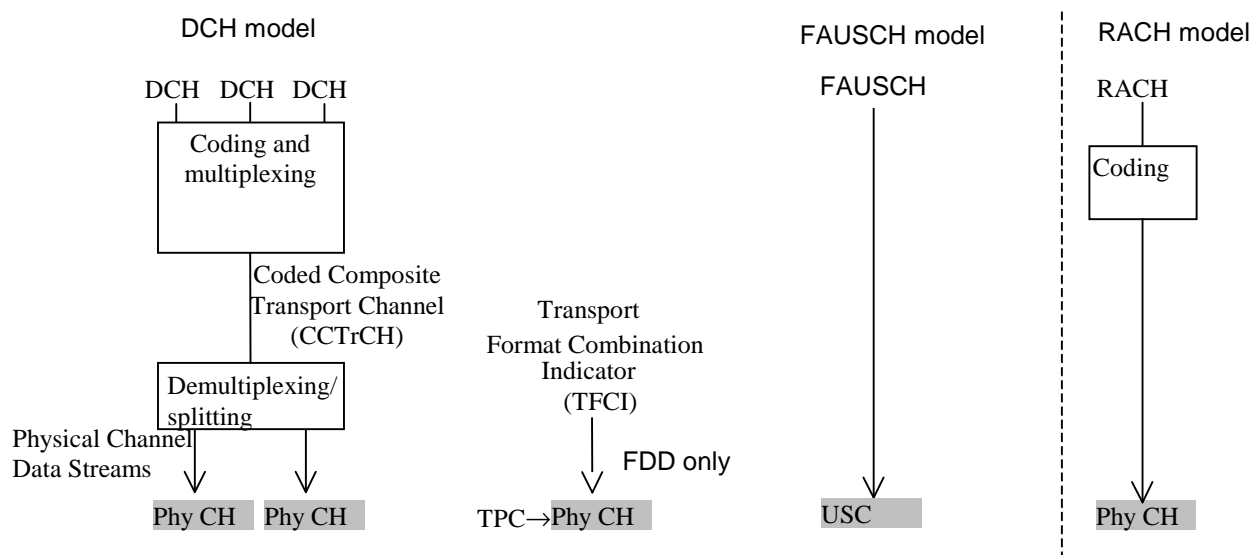 DCH model
FAUSCH model
RACH model
DCH DCH DCH
FAUSCH
RACH
Coding and
multiplexing
Coding
Coded Composite
Transport Channel
(CCTrCH)
Transport
Format Combination
Indicator
(TFCI)
Demultiplexing/
splitting
Physical Channel
Data Streams
FDD only
Phy CH
Phy CH
TPC→Phy CH
USC
Phy CH